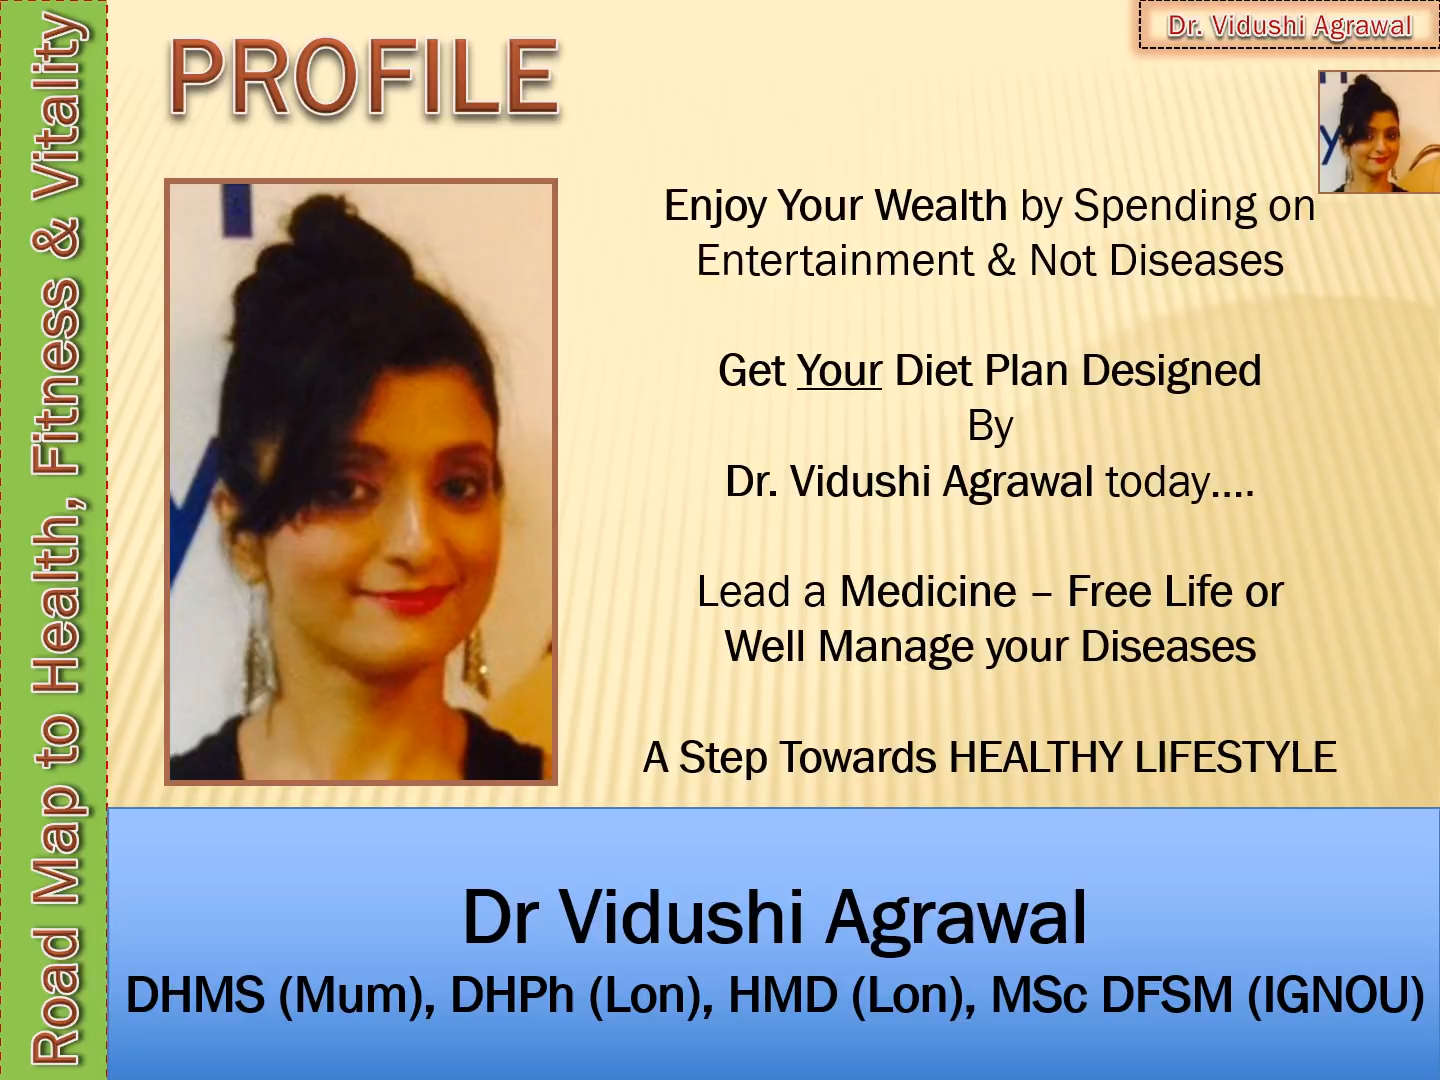 Road Map to Health, Fitness & Vitality
PROFILE
Dr. Vidushi Agrawal
Enjoy Your Wealth by Spending on
Entertainment & Not Diseases
Get Your Diet Plan Designed
By
Dr. Vidushi Agrawal today....
Lead a Medicine – Free Life or
Well Manage your Diseases
A Step Towards HEALTHY LIFESTYLE
Dr Vidushi Agrawal
DHMS (Mum), DHPh (Lon), HMD (Lon), MSc DFSM (IGNOU)